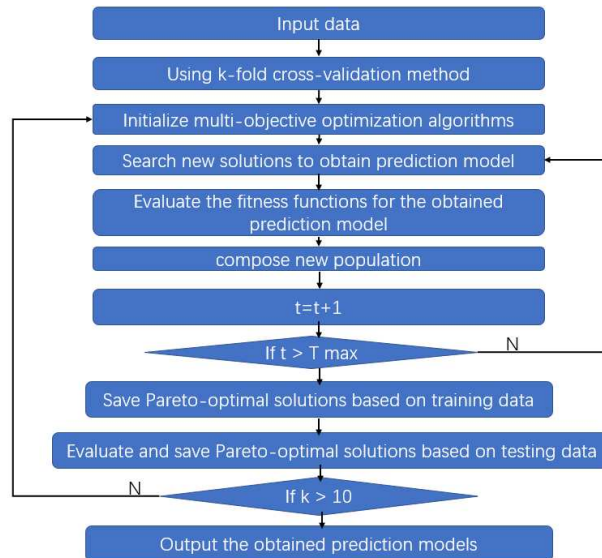 Input data
Using k-fold cross-validation method
Initialize multi-objective optimization algorithms
Search new solutions to obtain prediction model
Evaluate the fitness functions for the obtained
prediction model
compose new population
t=t+1
If t > T max
N
Save Pareto-optimal solutions based on training data
Evaluate and save Pareto-optimal solutions based on testing data
N
If k > 10
Output the obtained prediction models